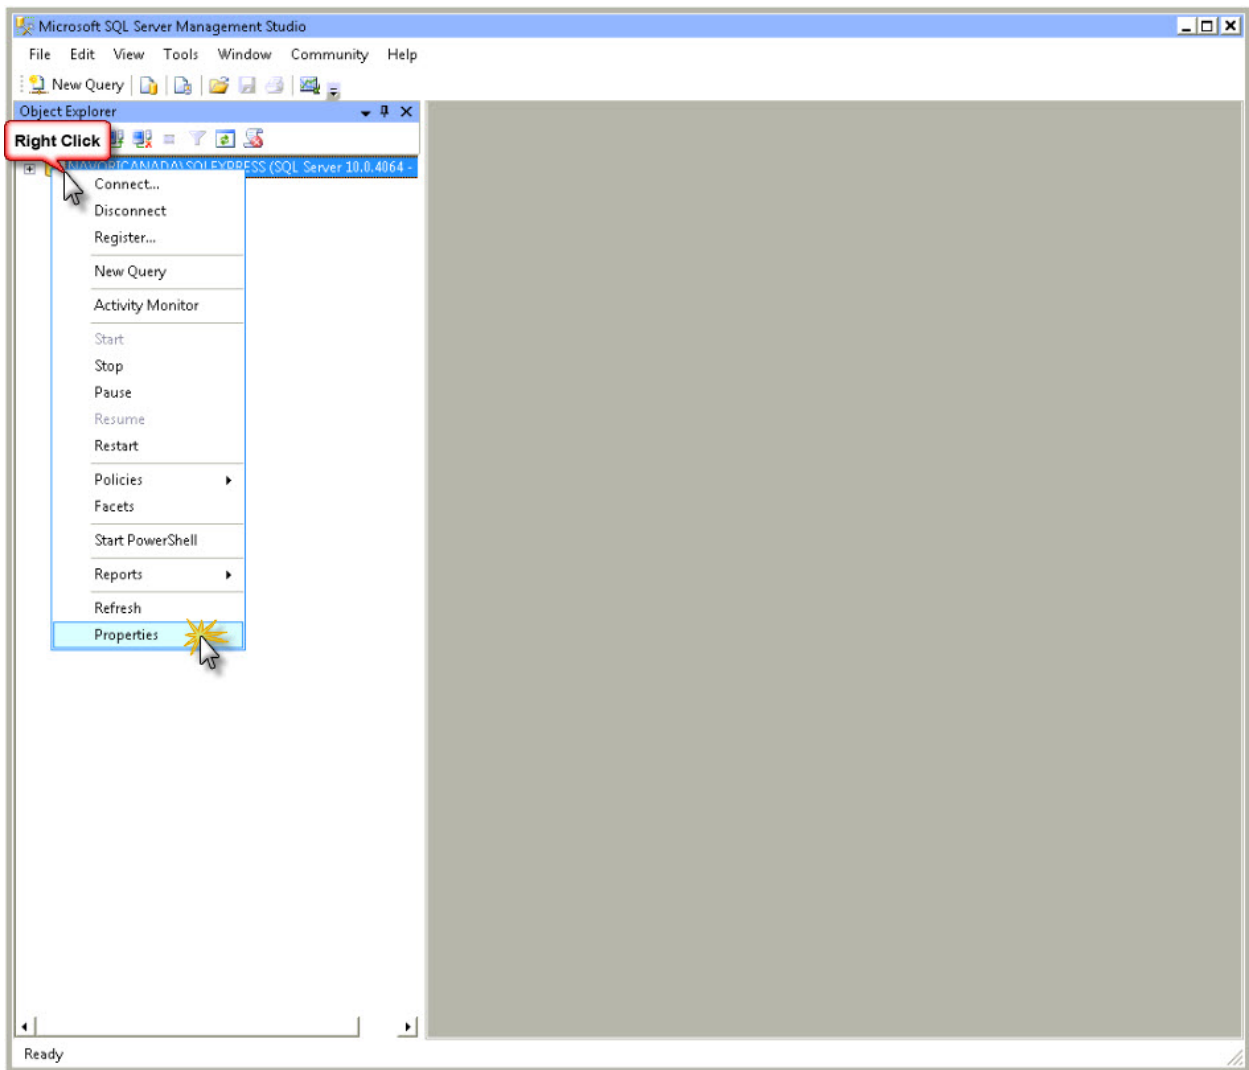 Microsoft SQL Server Management Studio
File Edit View Tools Window Community Help
New Query
Object Explorer
Right Click
NAVORICANADA\SQLEXPRESS (SQL Server 10.0.4064 -
Connect...
Disconnect
Register...
New Query
Activity Monitor
Start
Stop
Pause
Resume
Restart
Policies
Facets
Start PowerShell
Reports
Refresh
Properties
Ready